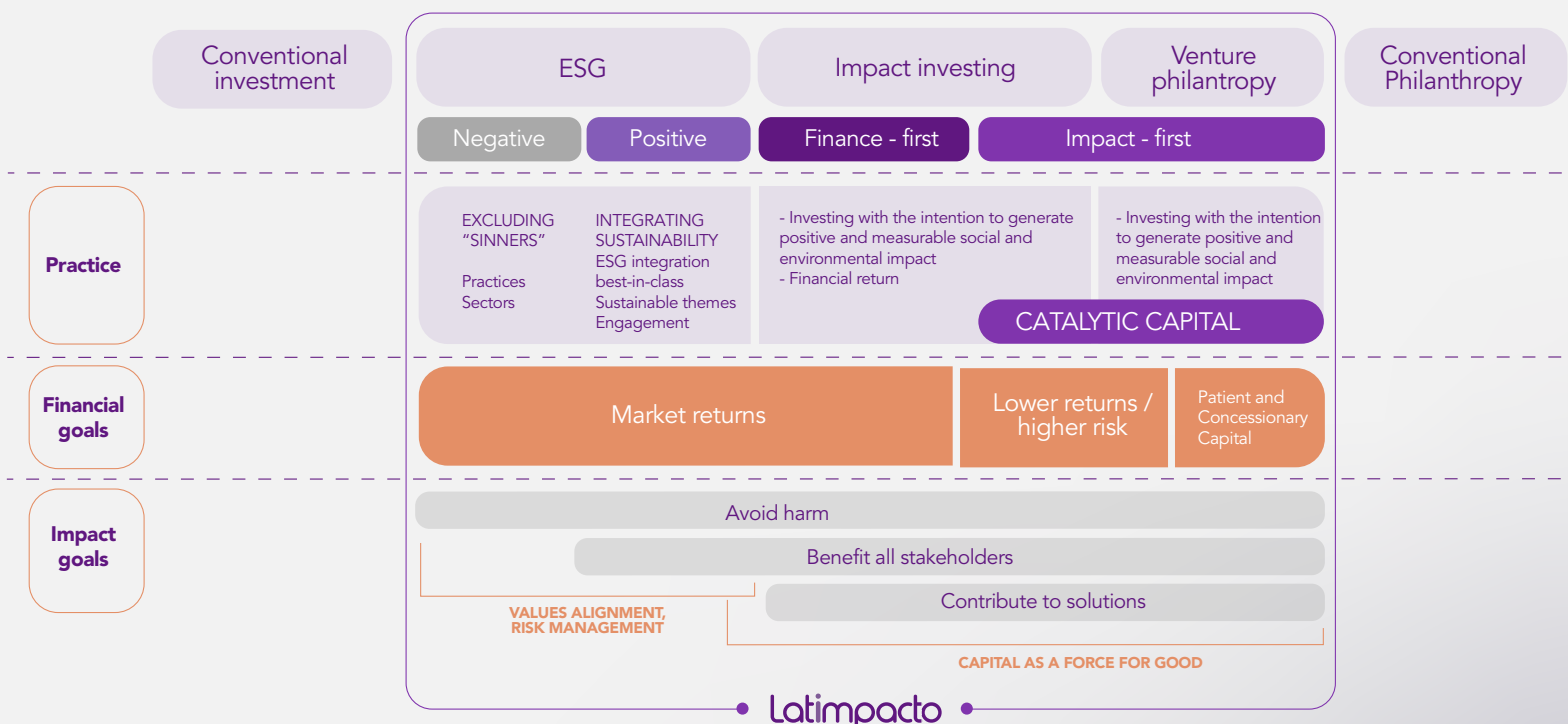 Conventional
investment
ESG
Impact investing
Venture
philanthropy
Conventional
Philanthropy
Negative
Positive
Finance - first
Impact - first
Practice
EXCLUDING
“SINNERS”
Practices
Sectors
INTEGRATING
SUSTAINABILITY
ESG integration
best-in-class
Sustainable themes
Engagement
- Investing with the intention to generate
positive and measurable social and
environmental impact
- Financial return
- Investing with the intention
to generate positive and
measurable social and
environmental impact
CATALYTIC CAPITAL
Financial
goals
Market returns
Lower returns /
higher risk
Patient and
Concessionary
Capital
Impact
goals
Avoid harm
Benefit all stakeholders
Contribute to solutions
VALUES ALIGNMENT,
RISK MANAGEMENT
CAPITAL AS A FORCE FOR GOOD
Latimpacto